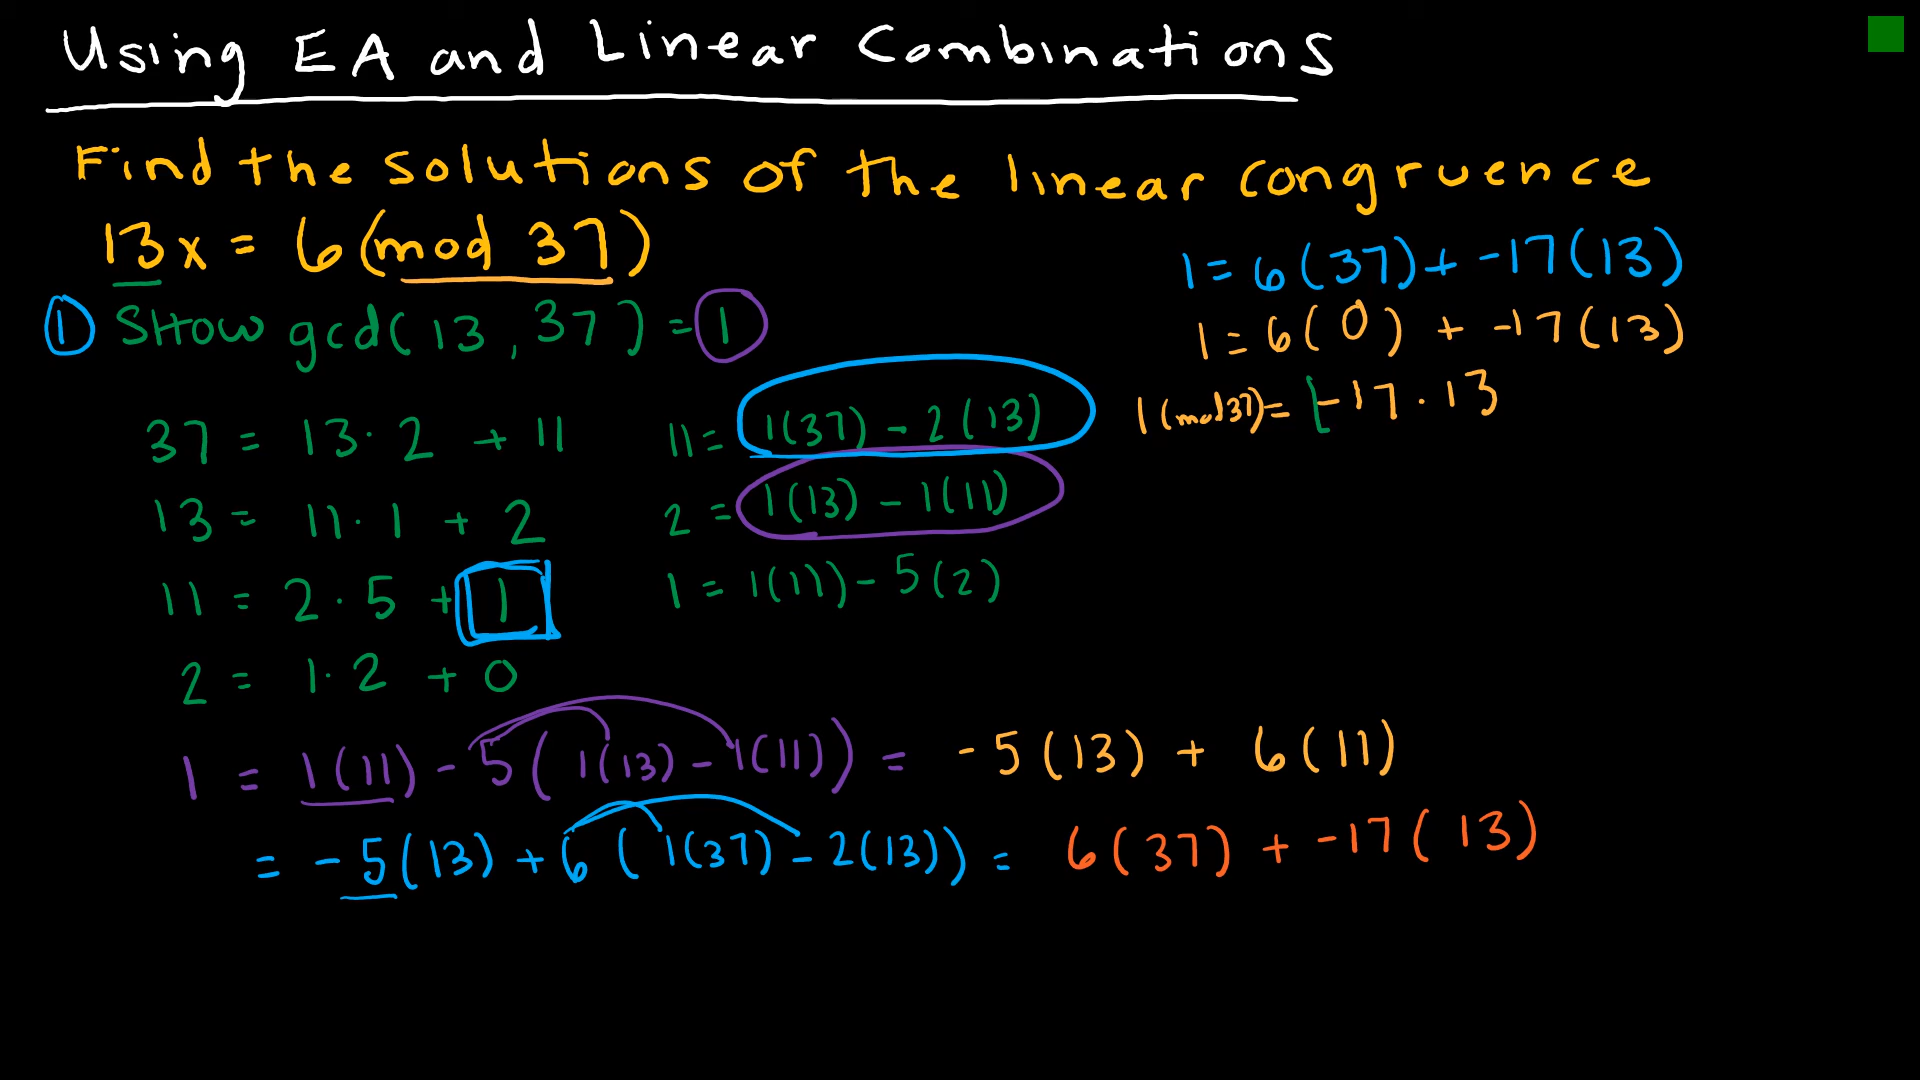 Using EA and Linear Combinations
Find the solutions of the linear congruence
13x = 6 (mod 37)
1 = 6(37) + -17(13)
① Show gcd(13, 37) = 1
1 = 6(0) + -17(13)
1 (mod 37) = -17 · 13
37 = 13 · 2 + 11
11 = 1(37) - 2(13)
13 = 11 · 1 + 2
2 = 1(13) - 1(11)
11 = 2 · 5 + 1
1 = 1(11) - 5(2)
2 = 1 · 2 + 0
1 = 1(11) - 5(1(13) - 1(11)) = -5(13) + 6(11)
= -5(13) + 6(1(37) - 2(13)) = 6(37) + -17(13)